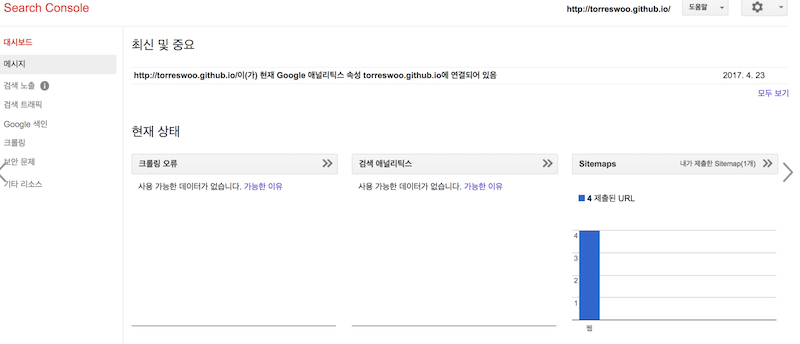 Search Console
http://torreswoo.github.io/
도움말
대시보드
메시지
검색 노출
검색 트래픽
Google 색인
크롤링
보안 문제
기타 리소스
최신 및 중요
http://torreswoo.github.io/이(가) 현재 Google 애널리틱스 속성 torreswoo.github.io에 연결되어 있음 2017. 4. 23
모두 보기
현재 상태
크롤링 오류
사용 가능한 데이터가 없습니다. 가능한 이유
검색 애널리틱스
사용 가능한 데이터가 없습니다. 가능한 이유
Sitemaps 내가 제출한 Sitemap(1개)
4 제출된 URL
4
3
2
1
웹